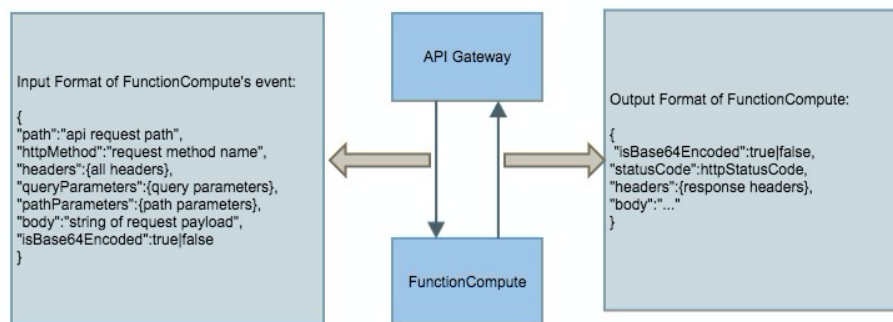 Input Format of FunctionCompute's event:
{
"path":"api request path",
"httpMethod":"request method name",
"headers":{all headers},
"queryParameters":{query parameters},
"pathParameters":{path parameters},
"body":"string of request payload",
"isBase64Encoded":true|false
}
API Gateway
FunctionCompute
Output Format of FunctionCompute:
{
"isBase64Encoded":true|false,
"statusCode":httpStatusCode,
"headers":{response headers},
"body":"..."
}